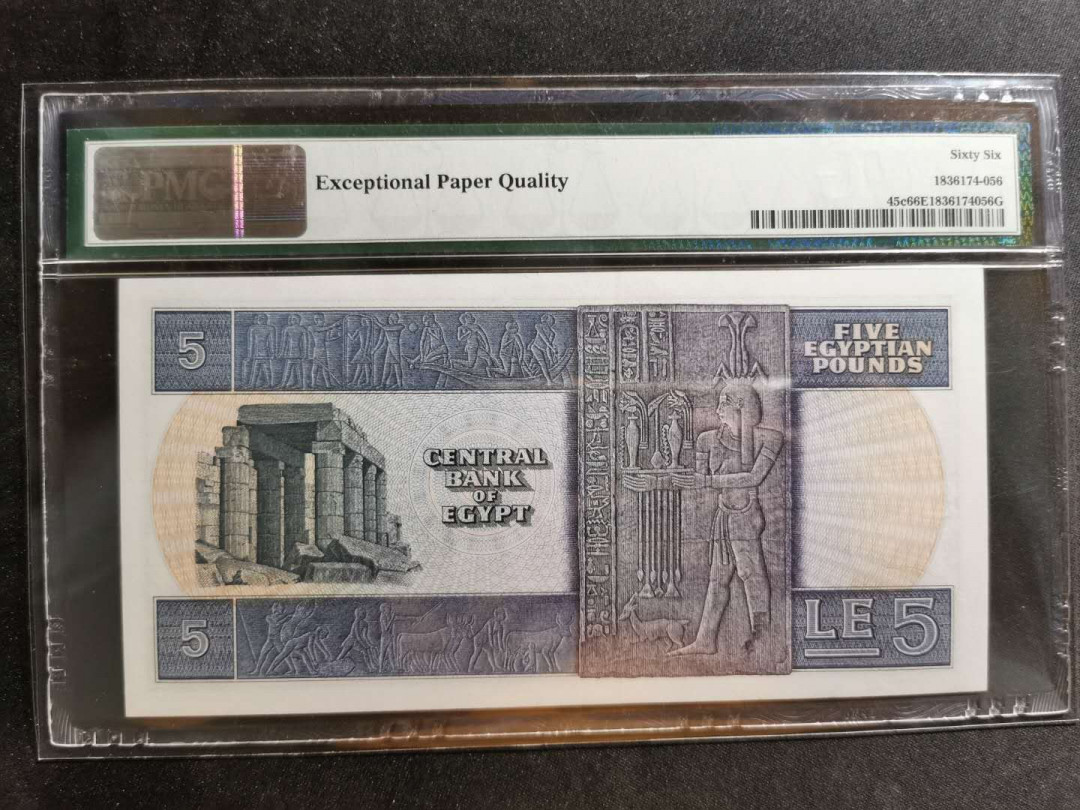 PMG
Exceptional Paper Quality
Sixty Six
1836174-056
45c66E1836174056G
5
FIVE
EGYPTIAN
POUNDS
CENTRAL
BANK
OF
EGYPT
5
LE 5